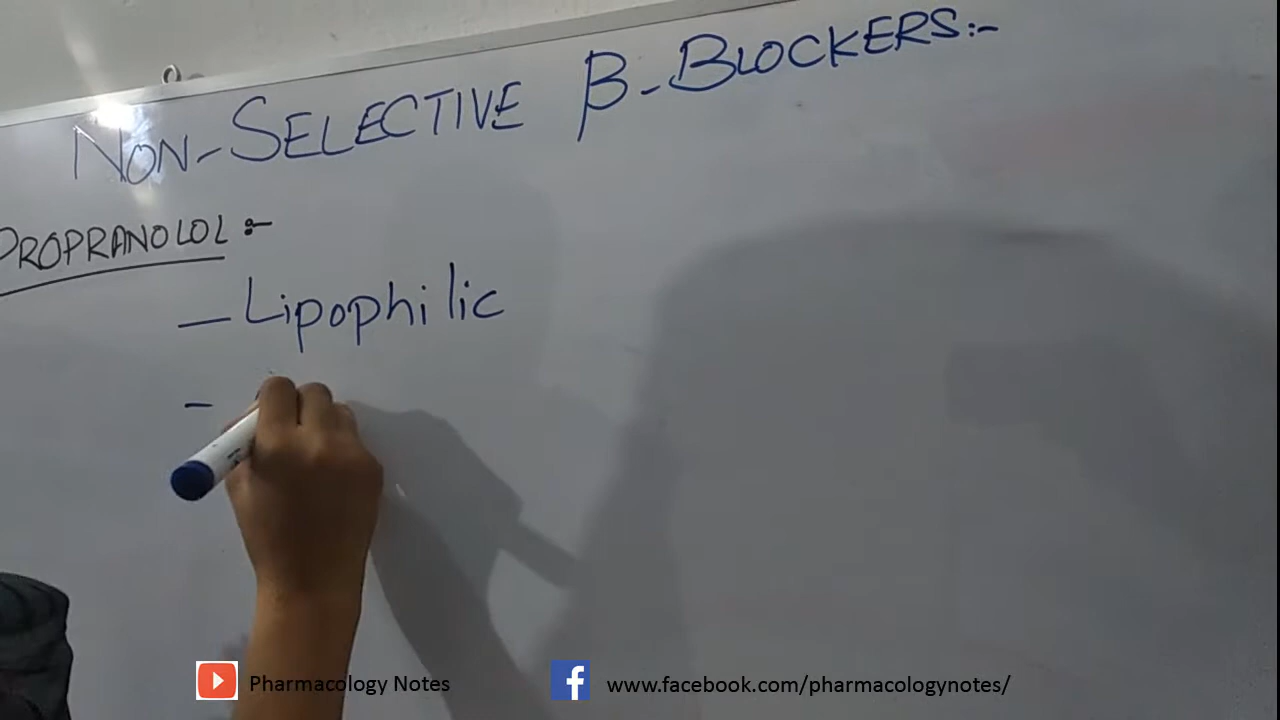 NON-SELECTIVE β-BLOCKERS:-
PROPRANOLOL:-
- Lipophilic
-
Pharmacology Notes
www.facebook.com/pharmacologynotes/